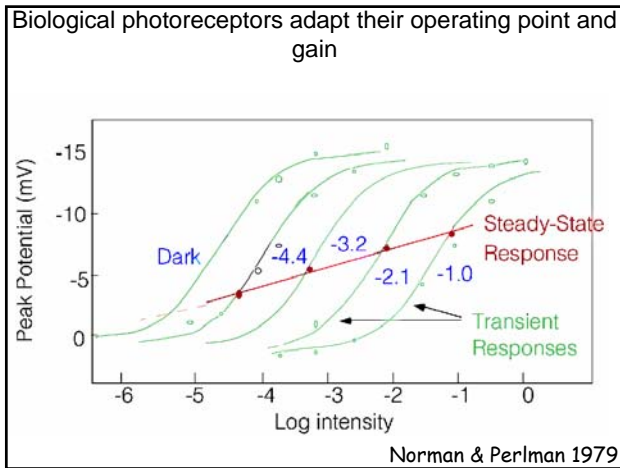 Biological photoreceptors adapt their operating point and
gain
Peak Potential (mV)
-15
-10
-5
0
Dark
-4.4
-3.2
-2.1
-1.0
Steady-State
Response
Transient
Responses
-6
-5
-4
-3
-2
-1
0
Log intensity
Norman & Perlman 1979